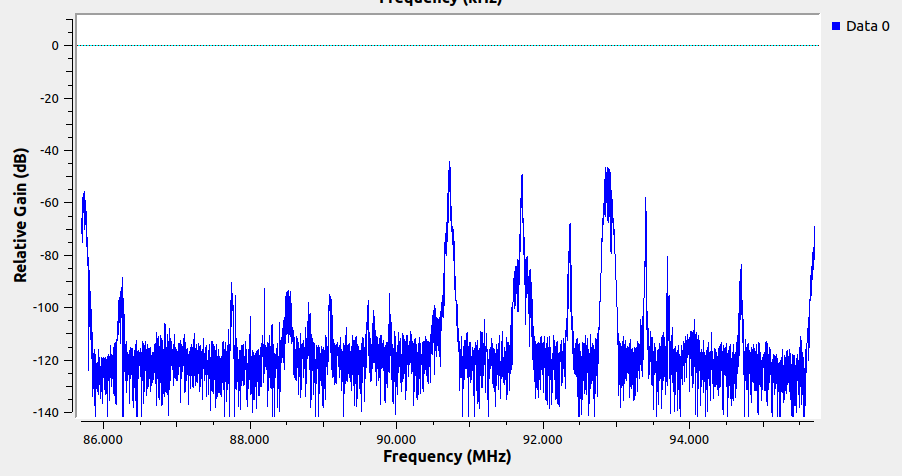 Frequency (kHz)
Data 0
0
-20
-40
-60
-80
-100
-120
-140
Relative Gain (dB)
86.000 88.000 90.000 92.000 94.000
Frequency (MHz)